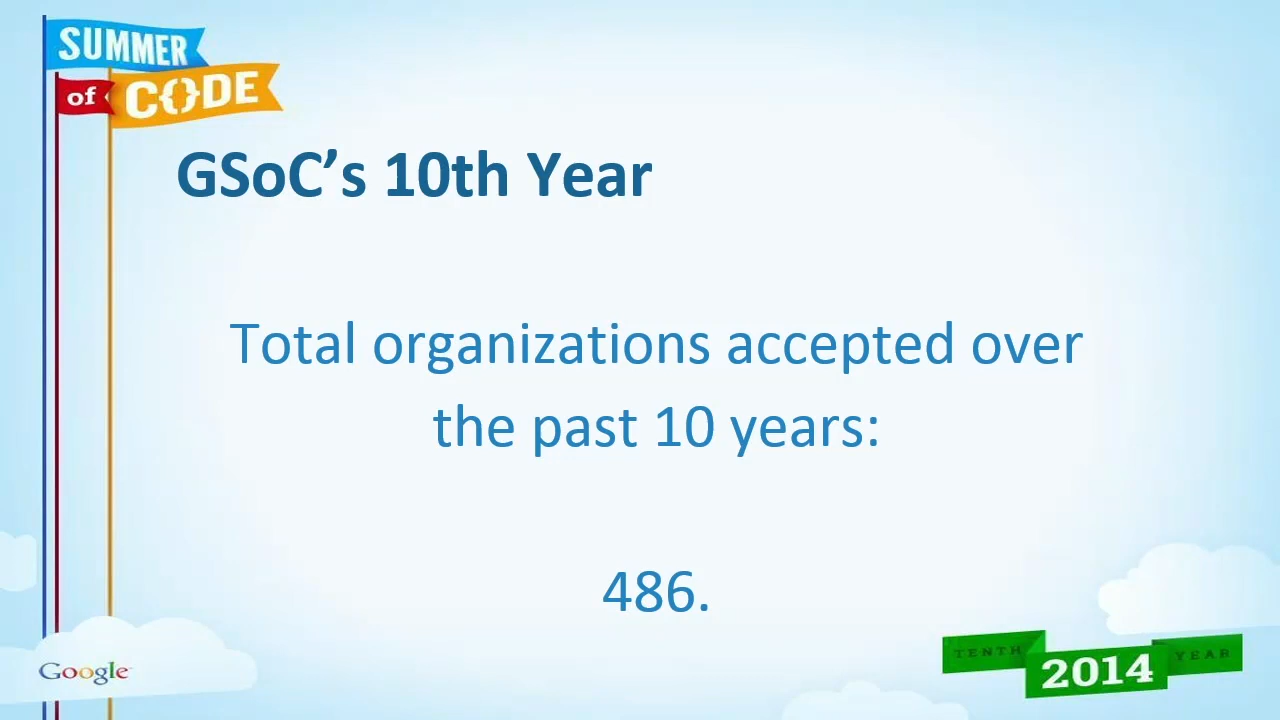 SUMMER
of CODE
GSoC’s 10th Year
Total organizations accepted over
the past 10 years:
486.
Google
TENTH 2014 YEAR